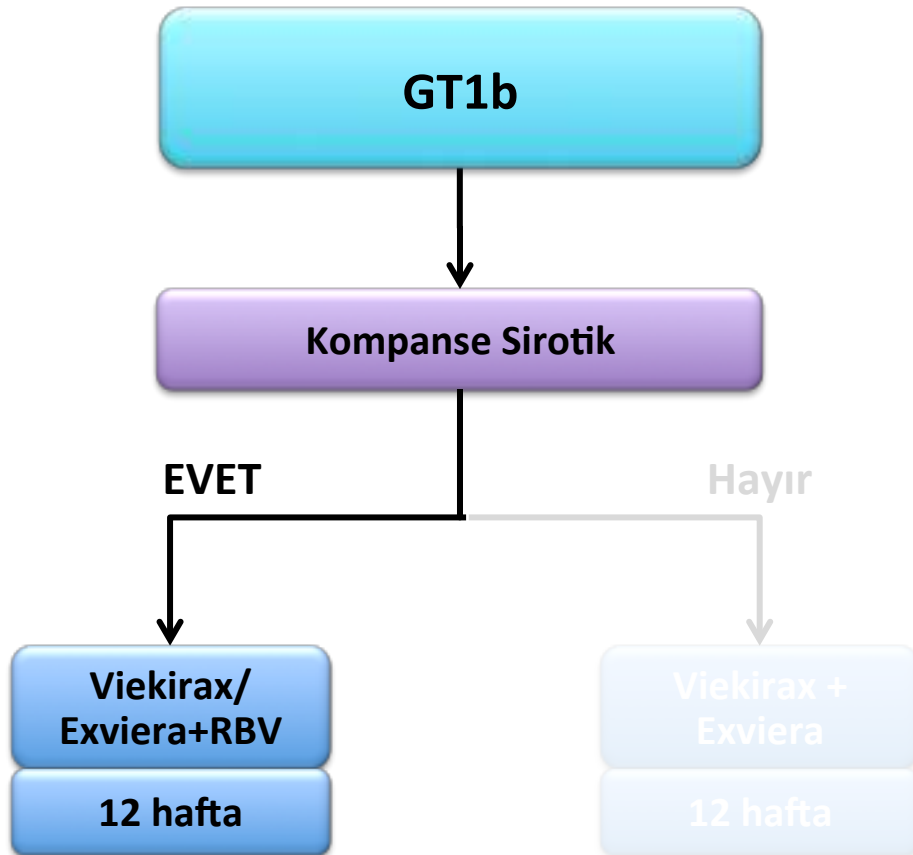 GT1b
Kompanse Sirotik
EVET
Hayır
Viekirax/
Exviera+RBV
12 hafta
Viekirax +
Exviera
12 hafta